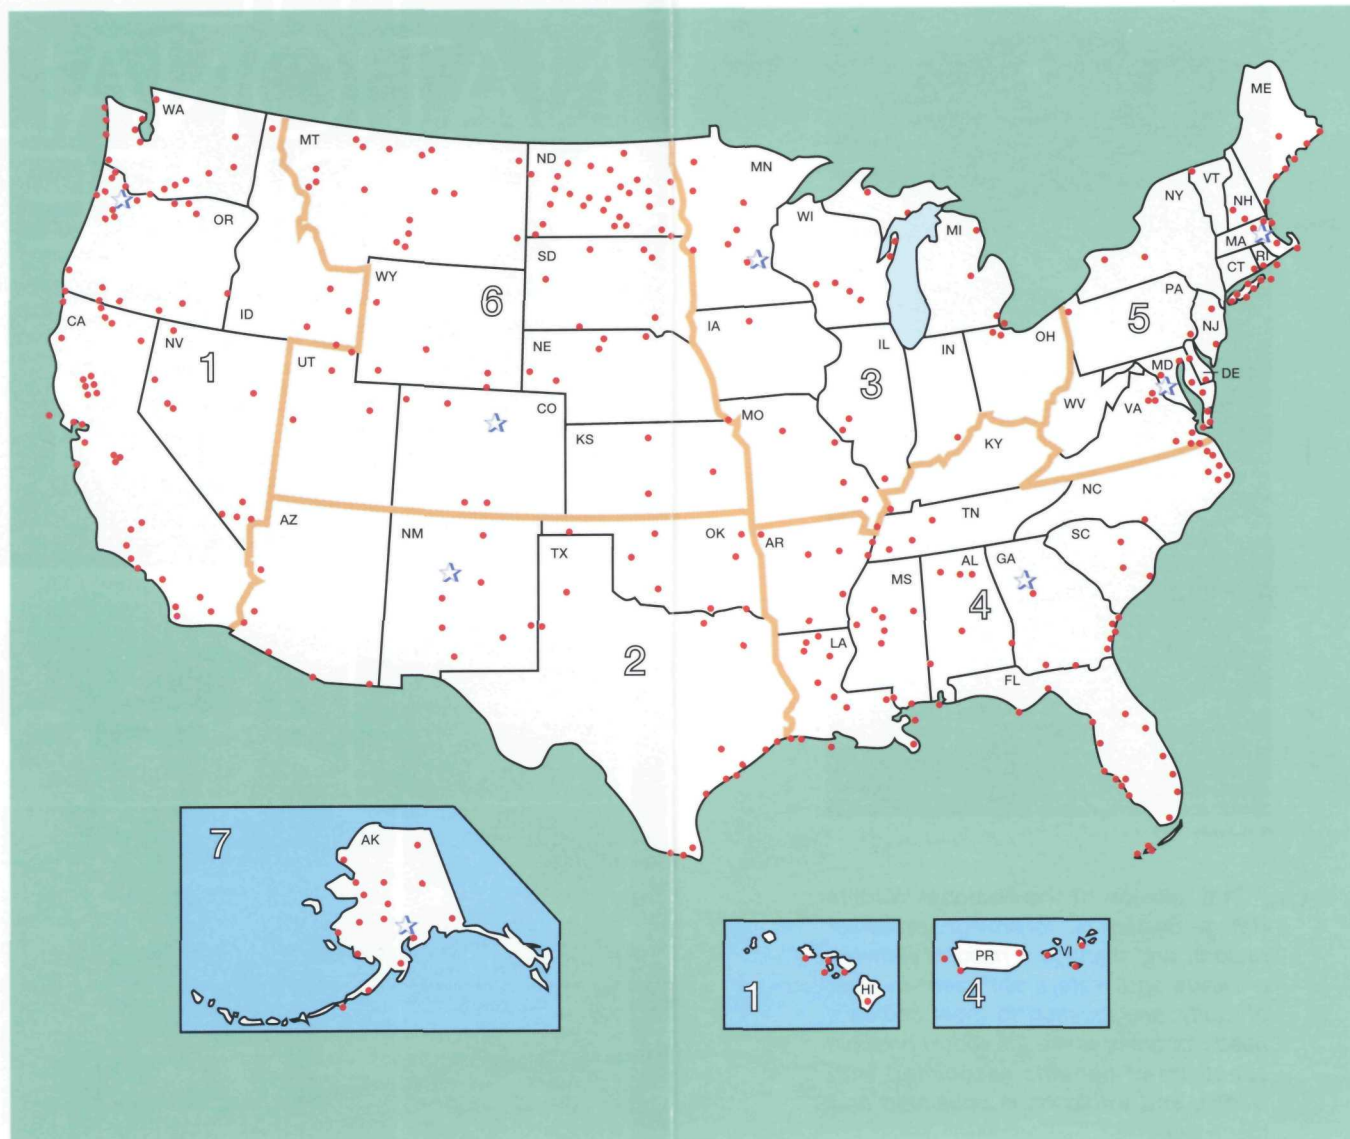 ME
WA
MT
ND
MN
VT
NH
NY
WI
MI
OR
MA
SD
CT
RI
WY
PA
6
ID
CA
IA
5
NJ
NV
NE
IL
IN
OH
1
UT
3
MD
DE
CO
MO
WV
VA
KS
KY
NC
AZ
TN
NM
OK
AR
SC
TX
AL
GA
MS
4
LA
2
FL
7
AK
PR
VI
HI
1
4